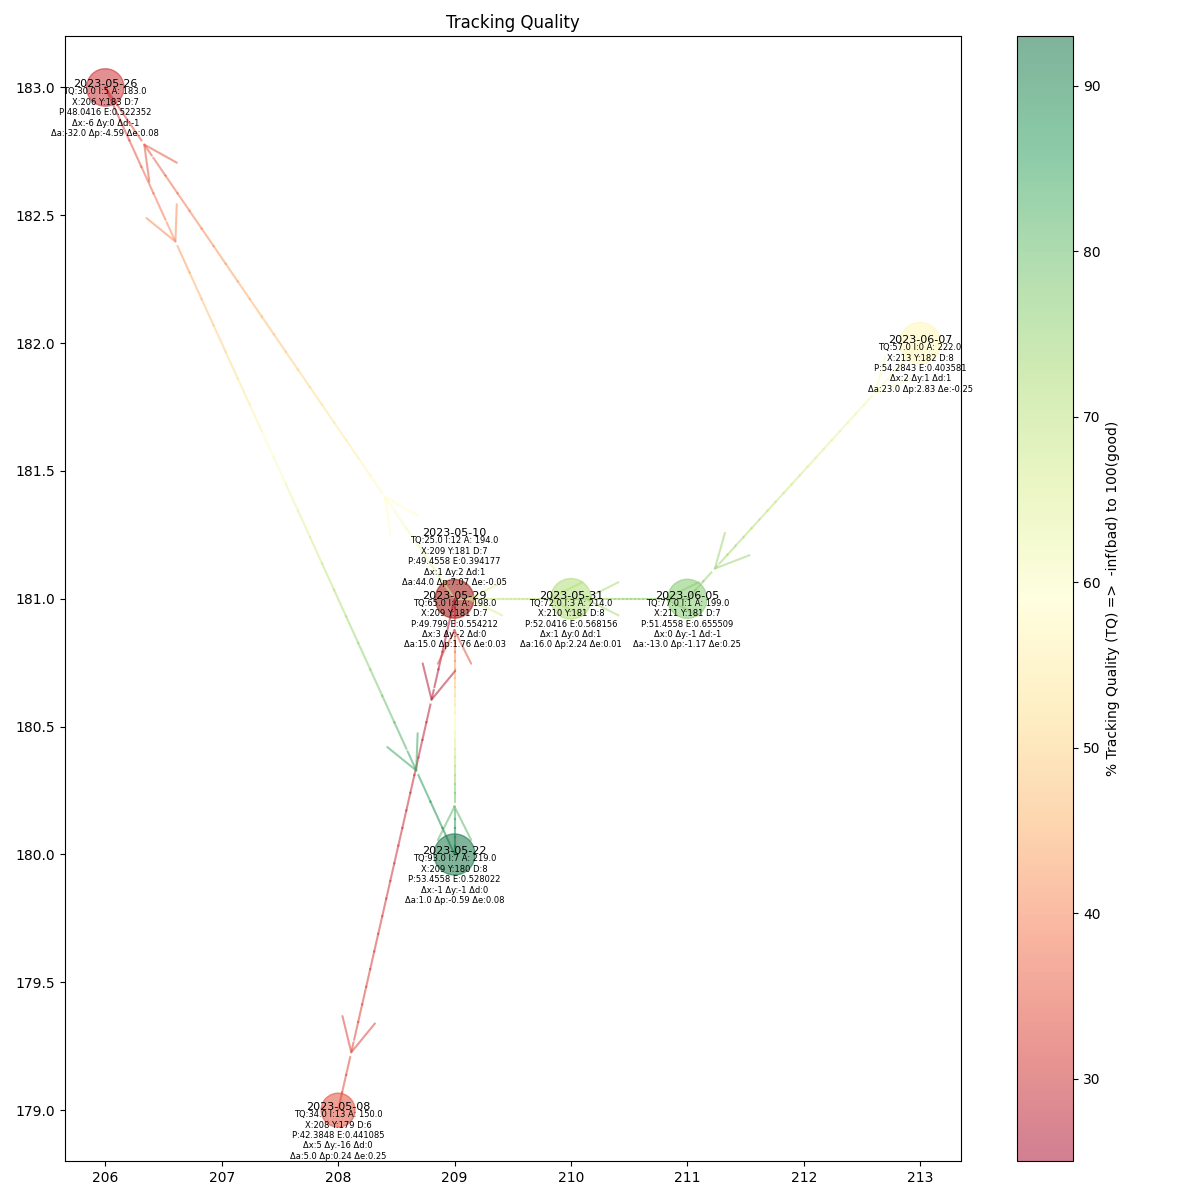 Tracking Quality
183.0
182.5
182.0
181.5
181.0
180.5
180.0
179.5
179.0
2023-05-26
TQ:30.0 I:5 A: 183.0
X:206 Y:183 D:7
P:48.0416 E:0.522352
Δx:-6 Δy:0 Δd:-1
Δa:-32.0 Δp:-4.59 Δe:0.08
2023-06-07
TQ:57.0 I:0 A: 222.0
X:213 Y:182 D:8
P:54.2843 E:0.403581
Δx:2 Δy:1 Δd:1
Δa:23.0 Δp:2.83 Δe:-0.25
2023-05-10
TQ:25.0 I:12 A: 194.0
X:209 Y:181 D:7
P:49.4558 E:0.394177
Δx:1 Δy:2 Δd:1
Δa:44.0 Δp:7.07 Δe:-0.05
2023-05-29
TQ:65.0 I:4 A: 198.0
X:209 Y:181 D:7
P:49.799 E:0.554212
Δx:3 Δy:-2 Δd:0
Δa:15.0 Δp:1.76 Δe:0.03
2023-05-31
TQ:72.0 I:3 A: 214.0
X:210 Y:181 D:8
P:52.0416 E:0.568156
Δx:1 Δy:0 Δd:1
Δa:16.0 Δp:2.24 Δe:0.01
2023-06-05
TQ:77.0 I:1 A: 199.0
X:211 Y:181 D:7
P:51.4558 E:0.655509
Δx:0 Δy:-1 Δd:-1
Δa:-13.0 Δp:-1.17 Δe:0.25
2023-05-22
TQ:93.0 I:7 A: 219.0
X:209 Y:180 D:8
P:53.4558 E:0.528022
Δx:-1 Δy:-1 Δd:0
Δa:1.0 Δp:-0.59 Δe:0.08
2023-05-08
TQ:34.0 I:13 A: 150.0
X:208 Y:179 D:6
P:42.3848 E:0.441085
Δx:5 Δy:-16 Δd:0
Δa:5.0 Δp:0.24 Δe:0.25
206 207 208 209 210 211 212 213
90
80
70
60
50
40
30
% Tracking Quality (TQ) => -inf(bad) to 100(good)